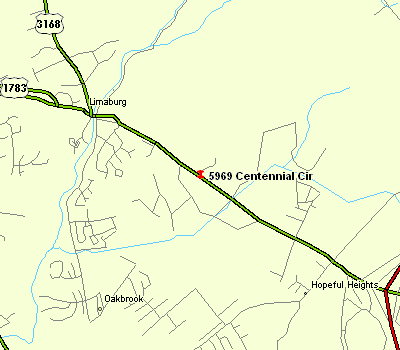 3168
1783
Limaburg
5969 Centennial Cir
Hopeful Heights
Oakbrook